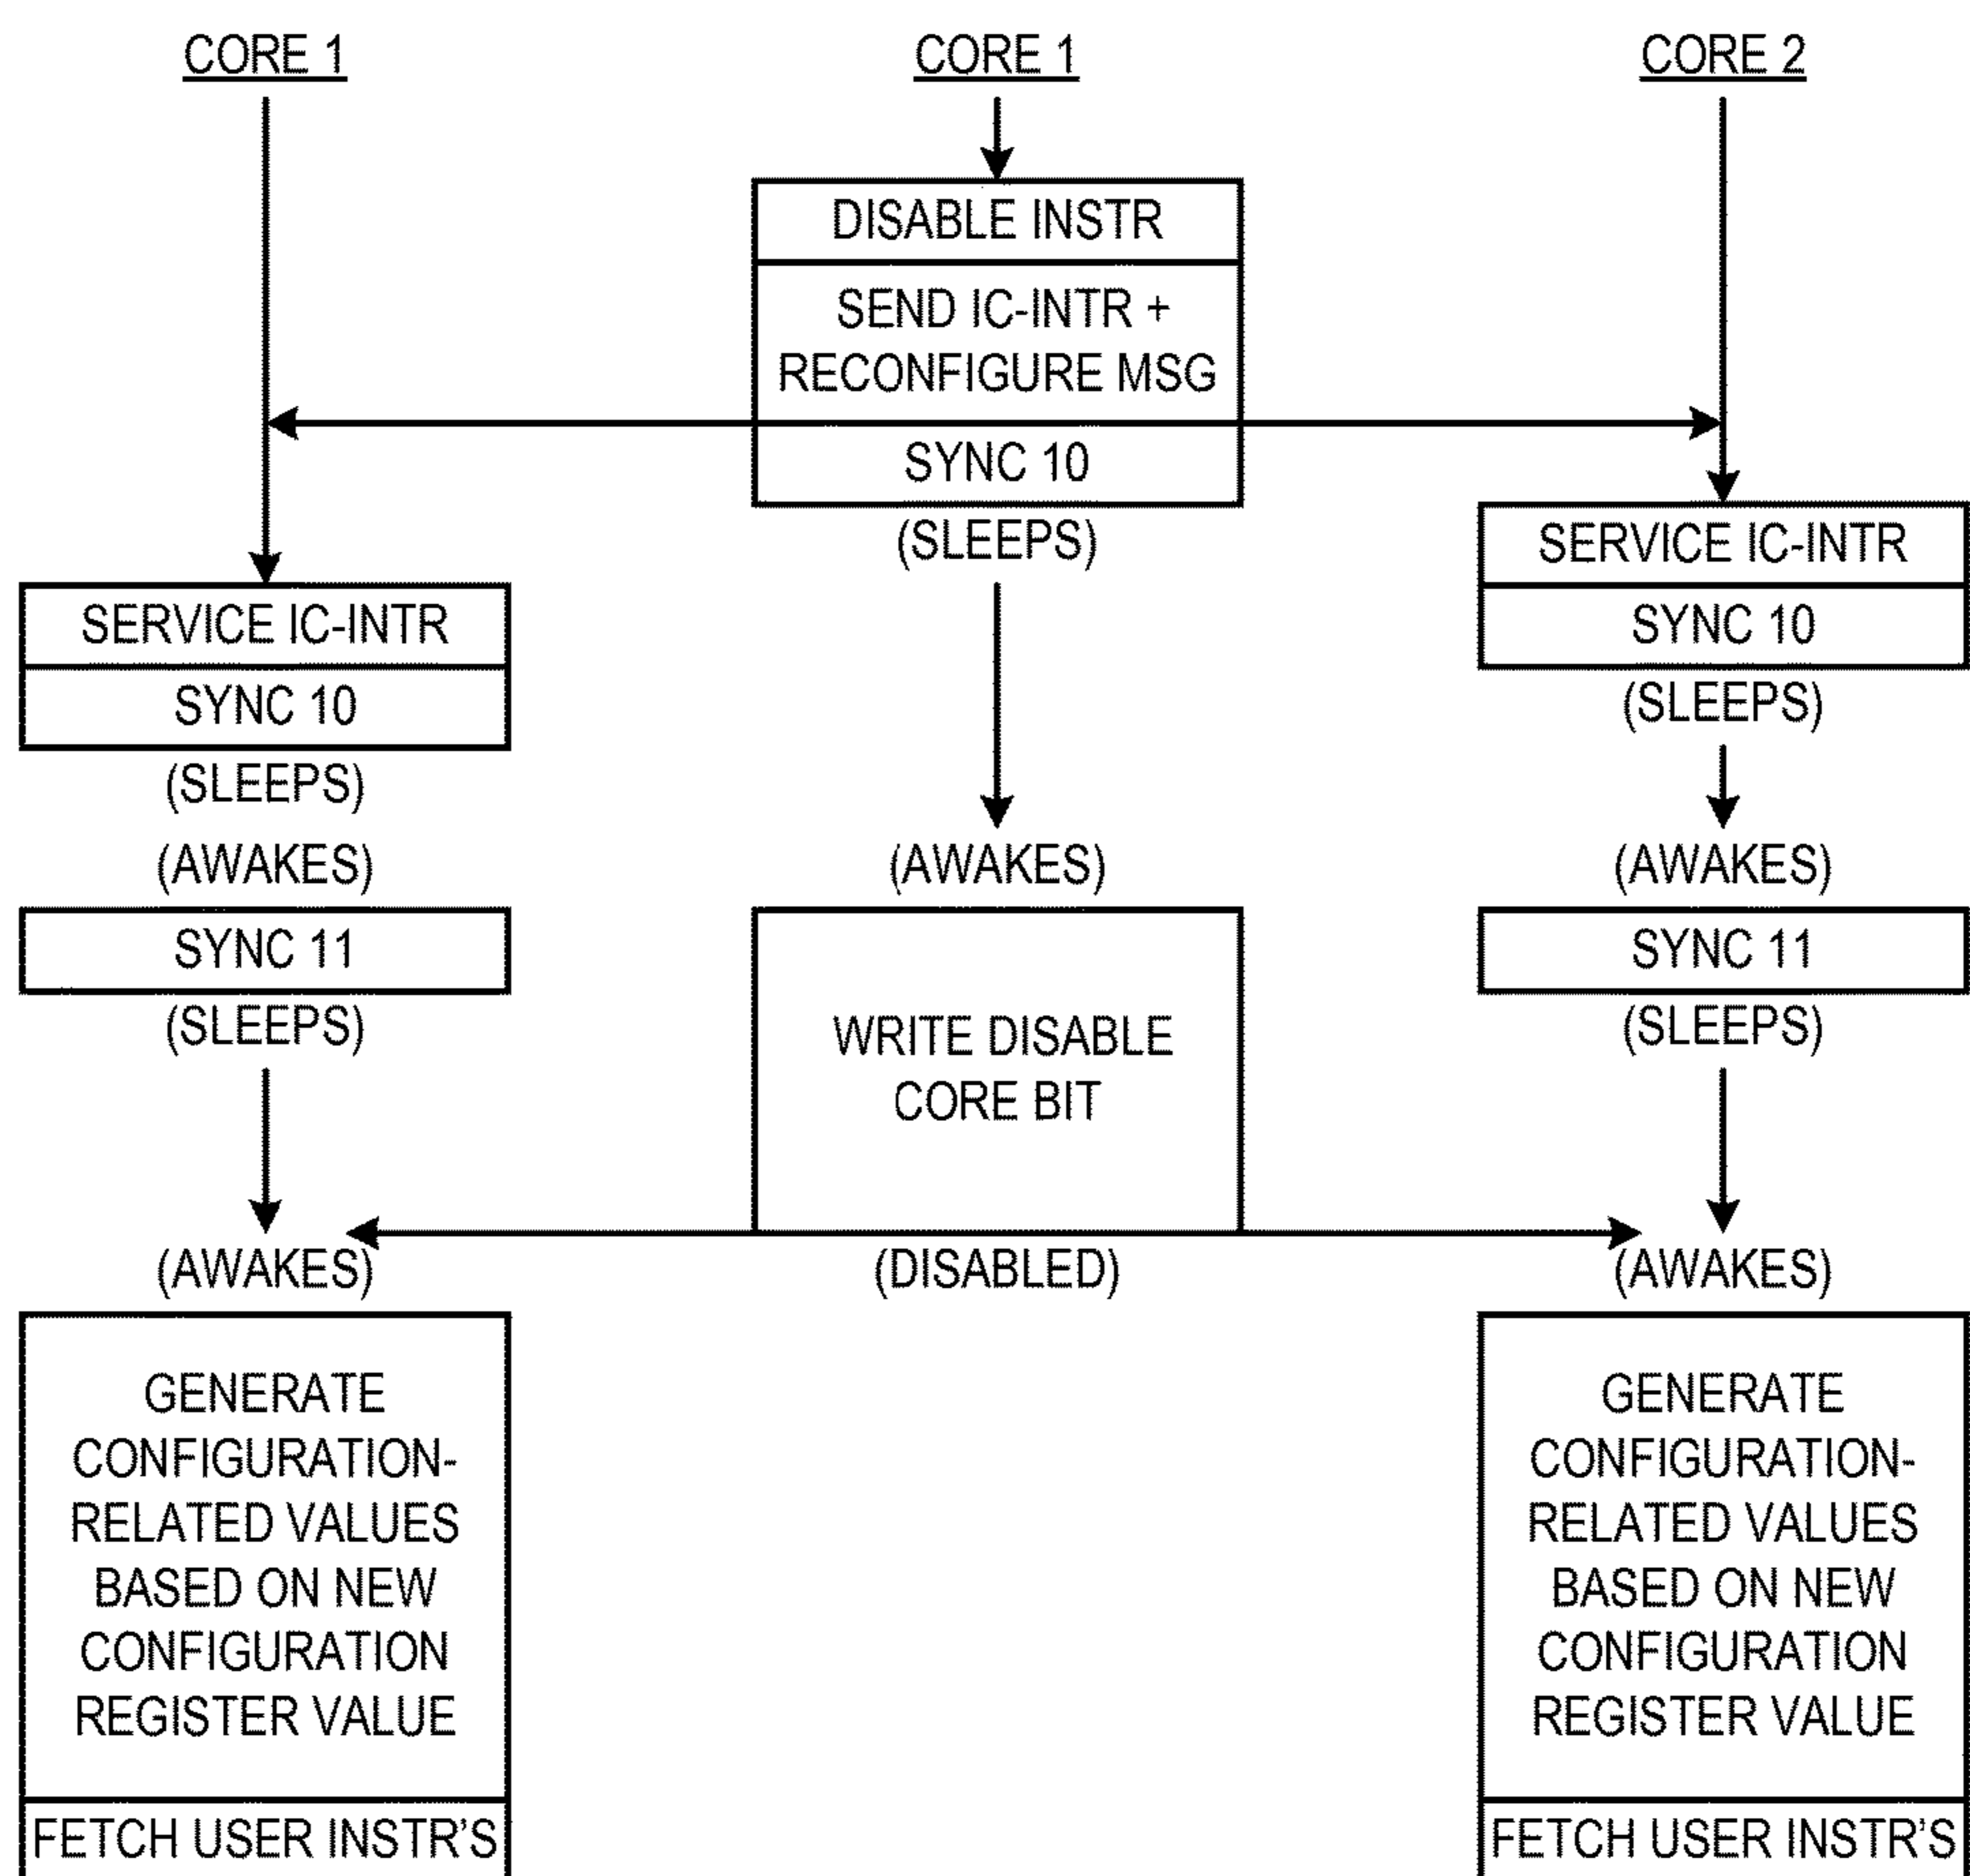 CORE 1
CORE 1
CORE 2
DISABLE INSTR
SEND IC-INTR +
RECONFIGURE MSG
SYNC 10
(SLEEPS)
SERVICE IC-INTR
SYNC 10
(SLEEPS)
SERVICE IC-INTR
SYNC 10
(SLEEPS)
(AWAKES)
(AWAKES)
(AWAKES)
SYNC 11
(SLEEPS)
WRITE DISABLE
CORE BIT
SYNC 11
(SLEEPS)
(AWAKES)
(DISABLED)
(AWAKES)
GENERATE
CONFIGURATION-
RELATED VALUES
BASED ON NEW
CONFIGURATION
REGISTER VALUE
FETCH USER INSTR'S
GENERATE
CONFIGURATION-
RELATED VALUES
BASED ON NEW
CONFIGURATION
REGISTER VALUE
FETCH USER INSTR'S